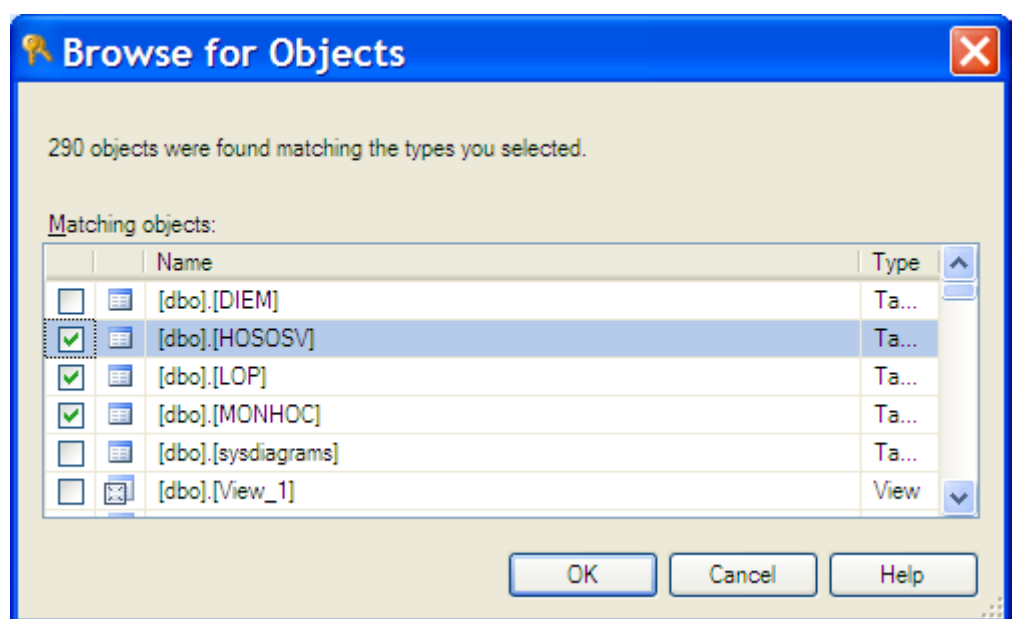 Browse for Objects
290 objects were found matching the types you selected.
Matching objects:
Name Type
[dbo].[DIEM] Ta...
[dbo].[HOSOSV] Ta...
[dbo].[LOP] Ta...
[dbo].[MONHOC] Ta...
[dbo].[sysdiagrams] Ta...
[dbo].[View_1] View
OK Cancel Help